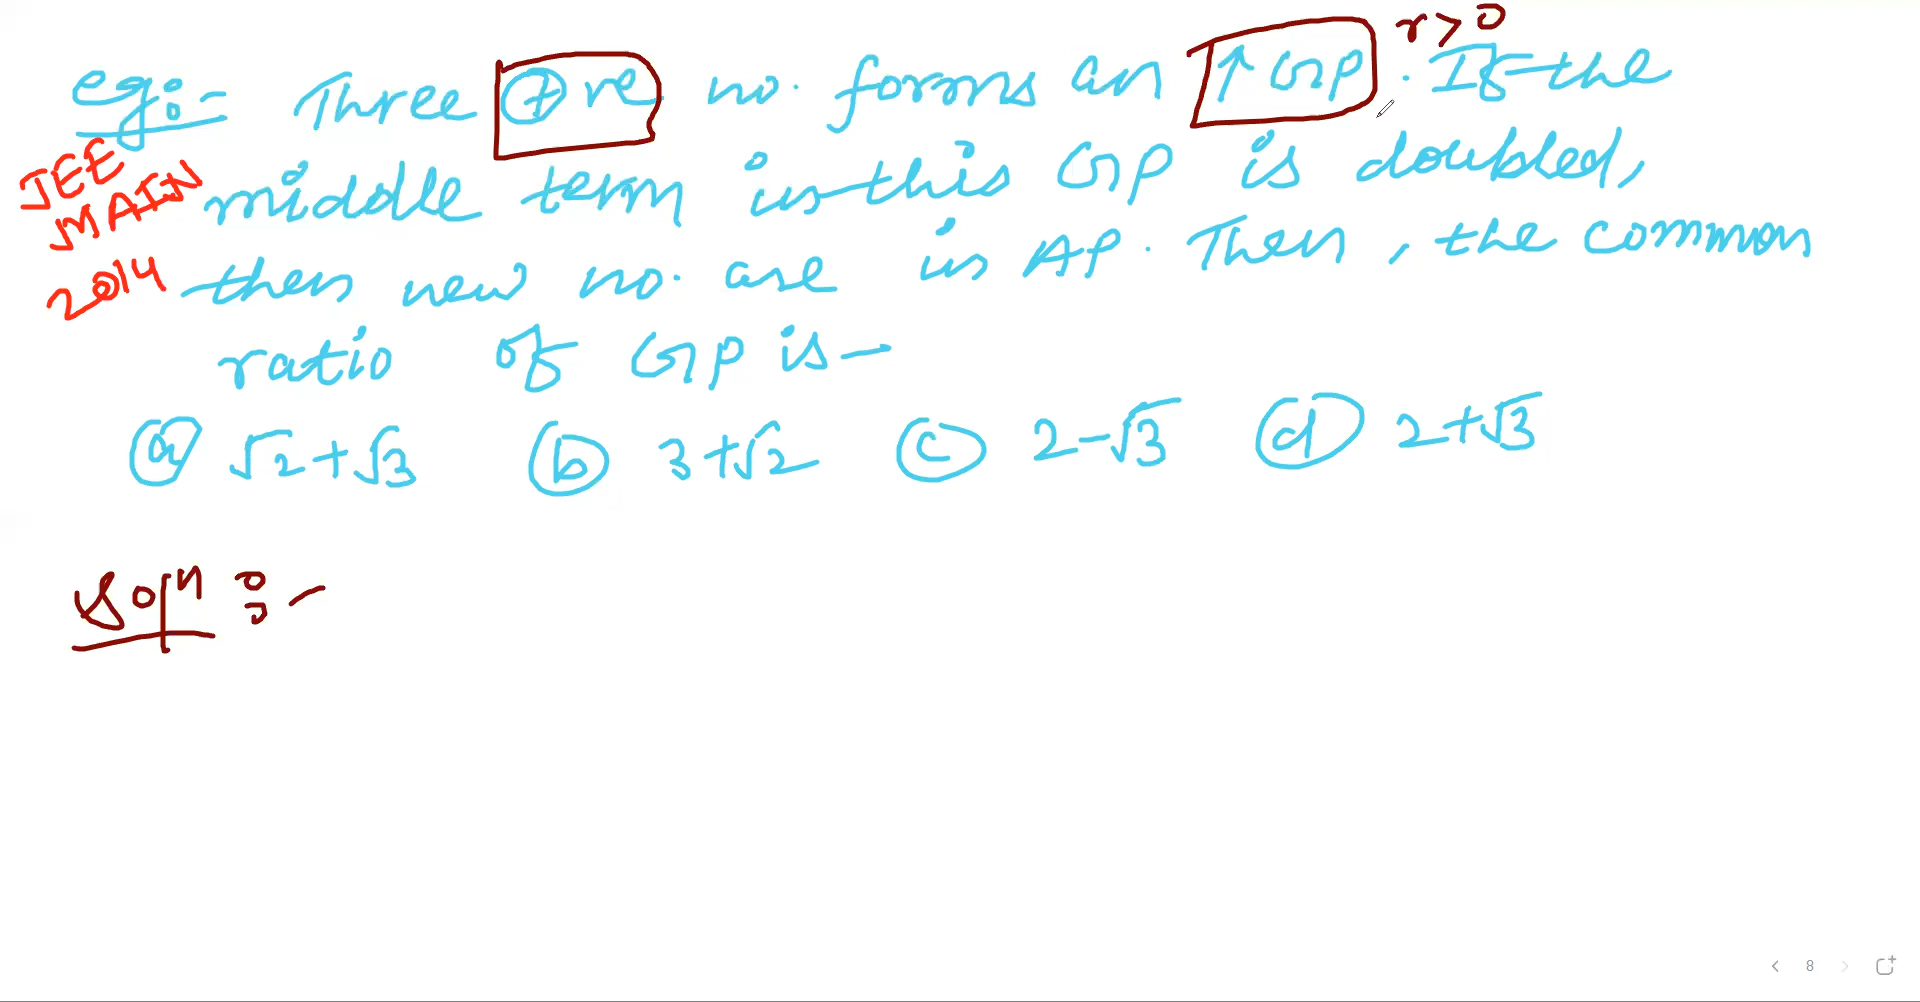 r > 0
eg:- Three ⊕ve no. forms an ↑ GP. If the
JEE MAIN 2014
middle term in this GP is doubled,
then new no. are in AP. Then, the common
ratio of GP is -
(a) √2+√3 (b) 3+√2 (c) 2-√3 (d) 2+√3
Solⁿ :-
8